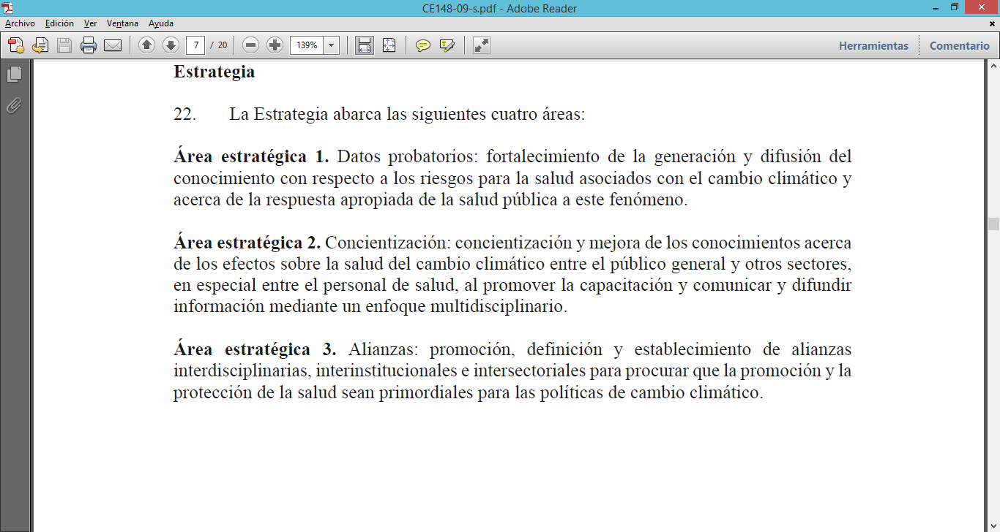 CE148-09-s.pdf - Adobe Reader
Archivo Edición Ver Ventana Ayuda
7 / 20 139% Herramientas Comentario
Estrategia
22. La Estrategia abarca las siguientes cuatro áreas:
Área estratégica 1. Datos probatorios: fortalecimiento de la generación y difusión del
conocimiento con respecto a los riesgos para la salud asociados con el cambio climático y
acerca de la respuesta apropiada de la salud pública a este fenómeno.
Área estratégica 2. Concientización: concientización y mejora de los conocimientos acerca
de los efectos sobre la salud del cambio climático entre el público general y otros sectores,
en especial entre el personal de salud, al promover la capacitación y comunicar y difundir
información mediante un enfoque multidisciplinario.
Área estratégica 3. Alianzas: promoción, definición y establecimiento de alianzas
interdisciplinarias, interinstitucionales e intersectoriales para procurar que la promoción y la
protección de la salud sean primordiales para las políticas de cambio climático.